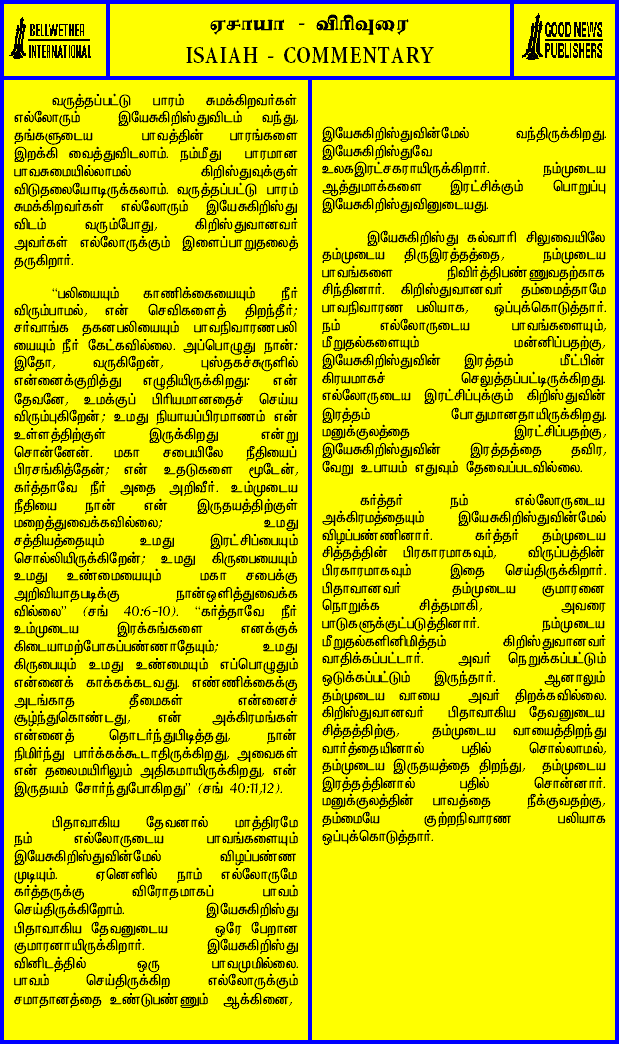 BELLWETHER
INTERNATIONAL
ஏசாயா - விரிவுரை
ISAIAH - COMMENTARY
GOOD NEWS
PUBLISHERS
வருத்தப்பட்டு பாரம் சுமக்கிறவர்கள்
எல்லோரும் இயேசுகிறிஸ்துவிடம் வந்து,
தங்களுடைய பாவத்தின் பாரங்களை
இறக்கி வைத்துவிடலாம். நம்மீது பாரமான
பாவசுமையில்லாமல் கிறிஸ்துவுக்குள்
விடுதலையோடிருக்கலாம். வருத்தப்பட்டு பாரம்
சுமக்கிறவர்கள் எல்லோரும் இயேசுகிறிஸ்து
விடம் வரும்போது, கிறிஸ்துவானவர்
அவர்கள் எல்லோருக்கும் இளைப்பாறுதலைத்
தருகிறார்.
“பலியையும் காணிக்கையையும் நீர்
விரும்பாமல், என் செவிகளைத் திறந்தீர்;
சர்வாங்க தகனபலியையும் பாவநிவாரணபலி
யையும் நீர் கேட்கவில்லை. அப்பொழுது நான்:
இதோ, வருகிறேன், புஸ்தகச்சுருளில்
என்னைக்குறித்து எழுதியிருக்கிறது: என்
தேவனே, உமக்குப் பிரியமானதைச் செய்ய
விரும்புகிறேன்; உமது நியாயப்பிரமாணம் என்
உள்ளத்திற்குள் இருக்கிறது என்று
சொன்னேன். மகா சபையிலே நீதியைப்
பிரசங்கித்தேன்; என் உதடுகளை மூடேன்,
கர்த்தாவே நீர் அதை அறிவீர். உம்முடைய
நீதியை நான் என் இருதயத்திற்குள்
மறைத்துவைக்கவில்லை; உமது
சத்தியத்தையும் உமது இரட்சிப்பையும்
சொல்லியிருக்கிறேன்; உமது கிருபையையும்
உமது உண்மையையும் மகா சபைக்கு
அறிவியாதபடிக்கு நான்ஒளித்துவைக்க
வில்லை” (சங் 40:6-10). “கர்த்தாவே நீர்
உம்முடைய இரக்கங்களை எனக்குக்
கிடையாமற்போகப்பண்ணாதேயும்; உமது
கிருபையும் உமது உண்மையும் எப்பொழுதும்
என்னைக் காக்கக்கடவது. எண்ணிக்கைக்கு
அடங்காத தீமைகள் என்னைச்
சூழ்ந்துகொண்டது, என் அக்கிரமங்கள்
என்னைத் தொடர்ந்துபிடித்தது, நான்
நிமிர்ந்து பார்க்கக்கூடாதிருக்கிறது, அவைகள்
என் தலைமயிரிலும் அதிகமாயிருக்கிறது, என்
இருதயம் சோர்ந்துபோகிறது” (சங் 40:11,12).
பிதாவாகிய தேவனால் மாத்திரமே
நம் எல்லோருடைய பாவங்களையும்
இயேசுகிறிஸ்துவின்மேல் விழப்பண்ண
முடியும். ஏனெனில் நாம் எல்லோருமே
கர்த்தருக்கு விரோதமாகப் பாவம்
செய்திருக்கிறோம். இயேசுகிறிஸ்து
பிதாவாகிய தேவனுடைய ஒரே பேறான
குமாரனாயிருக்கிறார். இயேசுகிறிஸ்து
வினிடத்தில் ஒரு பாவமுமில்லை.
பாவம் செய்திருக்கிற எல்லோருக்கும்
சமாதானத்தை உண்டுபண்ணும் ஆக்கினை,
இயேசுகிறிஸ்துவின்மேல் வந்திருக்கிறது.
இயேசுகிறிஸ்துவே
உலகஇரட்சகராயிருக்கிறார். நம்முடைய
ஆத்துமாக்களை இரட்சிக்கும் பொறுப்பு
இயேசுகிறிஸ்துவினுடையது.
இயேசுகிறிஸ்து கல்வாரி சிலுவையிலே
தம்முடைய திருஇரத்தத்தை, நம்முடைய
பாவங்களை நிவிர்த்திபண்ணுவதற்காக
சிந்தினார். கிறிஸ்துவானவர் தம்மைத்தாமே
பாவநிவாரண பலியாக, ஒப்புக்கொடுத்தார்.
நம் எல்லோருடைய பாவங்களையும்,
மீறுதல்களையும் மன்னிப்பதற்கு,
இயேசுகிறிஸ்துவின் இரத்தம் மீட்பின்
கிரயமாகச் செலுத்தப்பட்டிருக்கிறது.
எல்லோருடைய இரட்சிப்புக்கும் கிறிஸ்துவின்
இரத்தம் போதுமானதாயிருக்கிறது.
மனுக்குலத்தை இரட்சிப்பதற்கு,
இயேசுகிறிஸ்துவின் இரத்தத்தை தவிர,
வேறு உபாயம் எதுவும் தேவைப்படவில்லை.
கர்த்தர் நம் எல்லோருடைய
அக்கிரமத்தையும் இயேசுகிறிஸ்துவின்மேல்
விழப்பண்ணினார். கர்த்தர் தம்முடைய
சித்தத்தின் பிரகாரமாகவும், விருப்பத்தின்
பிரகாரமாகவும் இதை செய்திருக்கிறார்.
பிதாவானவர் தம்முடைய குமாரனை
நொறுக்க சித்தமாகி, அவரை
பாடுகளுக்குட்படுத்தினார். நம்முடைய
மீறுதல்களினிமித்தம் கிறிஸ்துவானவர்
வாதிக்கப்பட்டார். அவர் நெறுக்கப்பட்டும்
ஒடுக்கப்பட்டும் இருந்தார். ஆனாலும்
தம்முடைய வாயை அவர் திறக்கவில்லை.
கிறிஸ்துவானவர் பிதாவாகிய தேவனுடைய
சித்தத்திற்கு, தம்முடைய வாயைத்திறந்து
வார்த்தையினால் பதில் சொல்லாமல்,
தம்முடைய இருதயத்தை திறந்து, தம்முடைய
இரத்தத்தினால் பதில் சொன்னார்.
மனுக்குலத்தின் பாவத்தை நீக்குவதற்கு,
தம்மையே குற்றநிவாரண பலியாக
ஒப்புக்கொடுத்தார்.